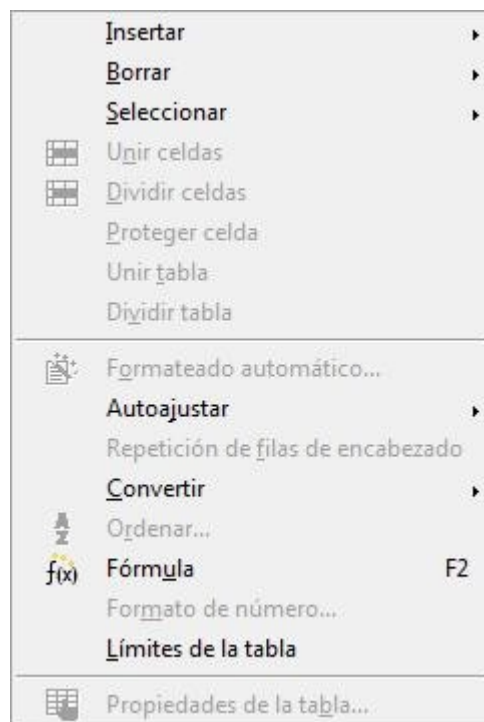 Insertar
Borrar
Seleccionar
Unir celdas
Dividir celdas
Proteger celda
Unir tabla
Dividir tabla
Formateado automático...
Autoajustar
Repetición de filas de encabezado
Convertir
Ordenar...
Fórmula F2
Formato de número...
Límites de la tabla
Propiedades de la tabla...